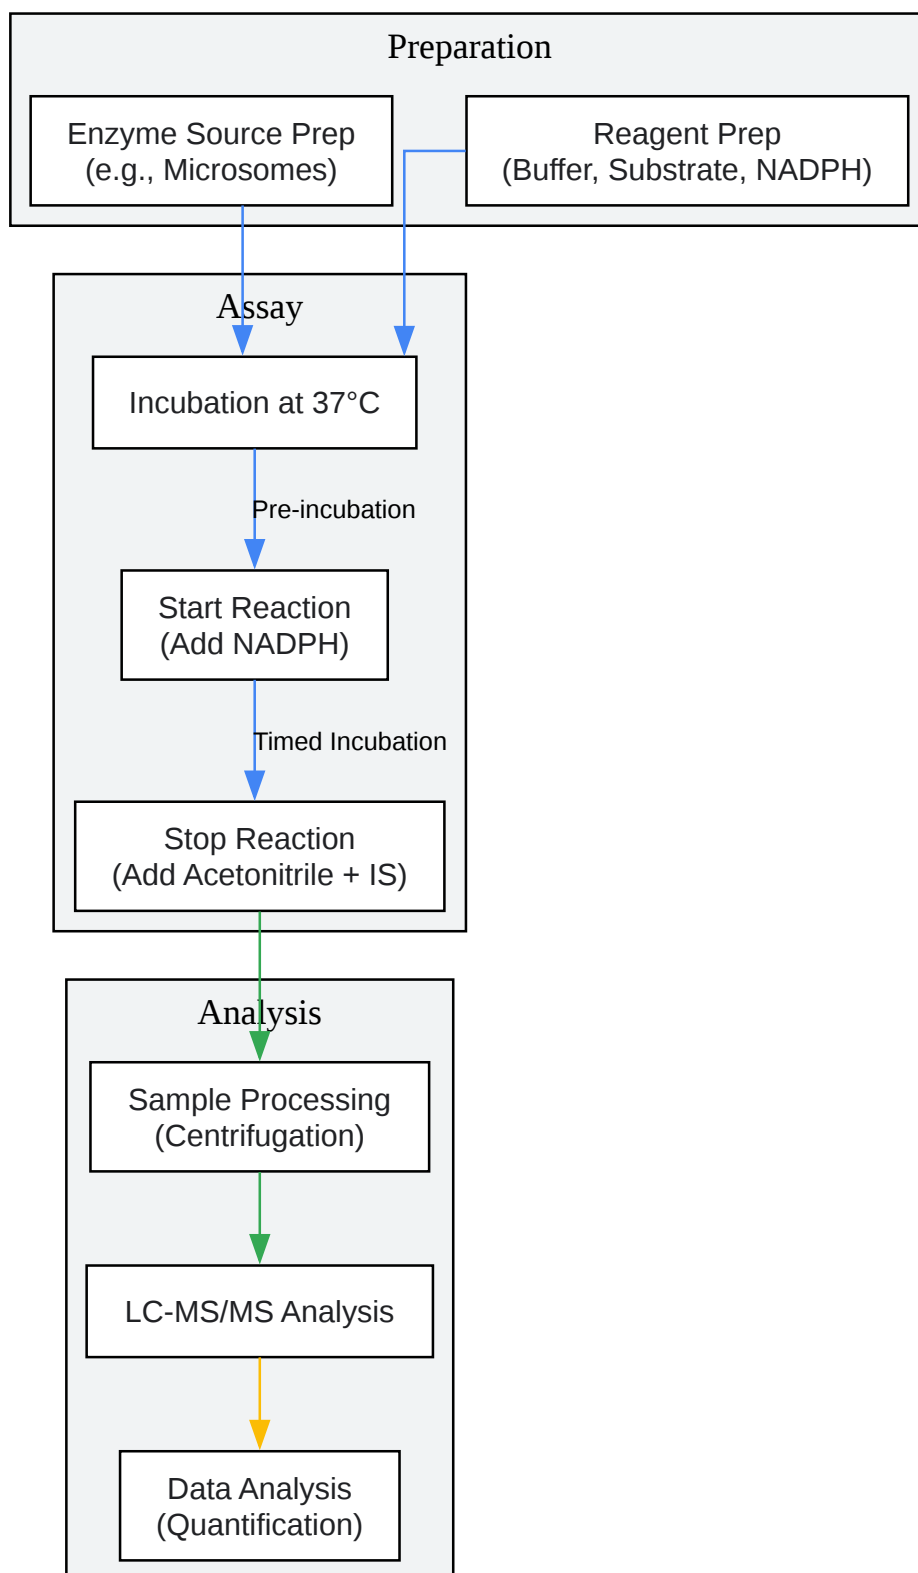 Preparation
Enzyme Source Prep
(e.g., Microsomes)
Reagent Prep
(Buffer, Substrate, NADPH)
Assay
Incubation at 37°C
Pre-incubation
Start Reaction
(Add NADPH)
Timed Incubation
Stop Reaction
(Add Acetonitrile + IS)
Analysis
Sample Processing
(Centrifugation)
LC-MS/MS Analysis
Data Analysis
(Quantification)